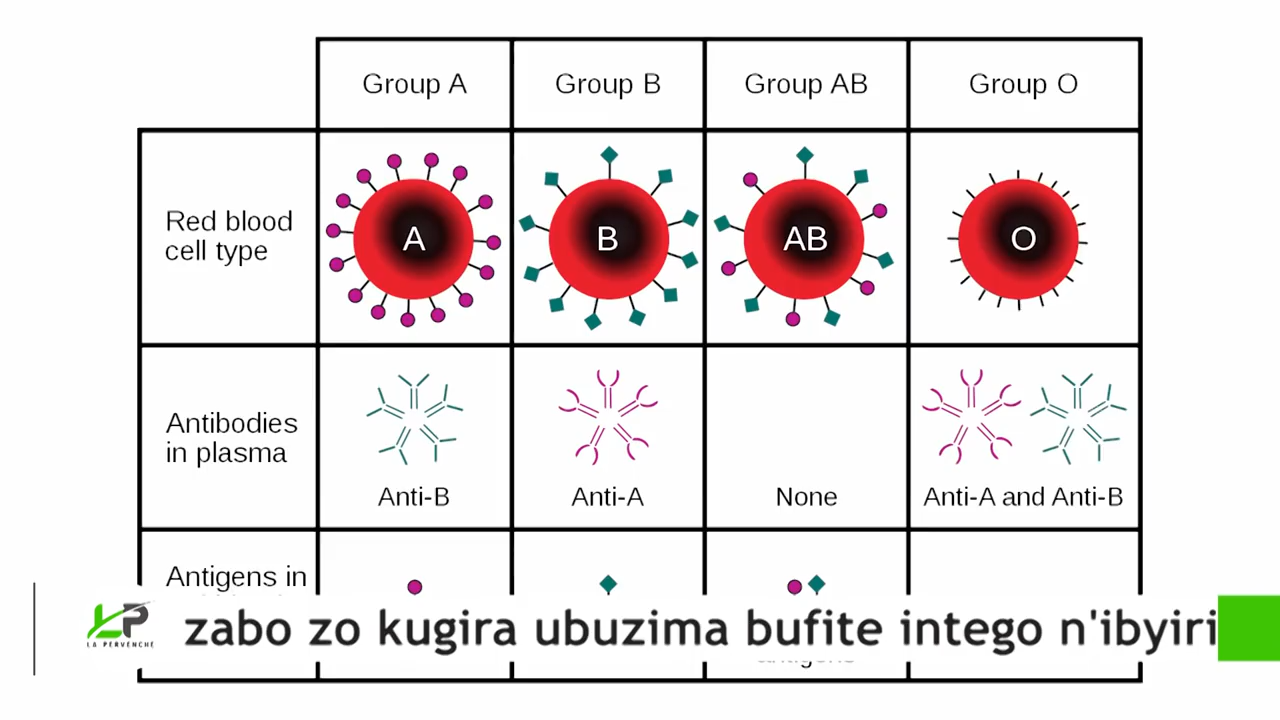 Group A
Group B
Group AB
Group O
Red blood
cell type
A
B
AB
O
Antibodies
in plasma
Anti-B
Anti-A
None
Anti-A and Anti-B
Antigens in
LP
LA PERVENCHE
zabo zo kugira ubuzima bufite intego n'ibyiri